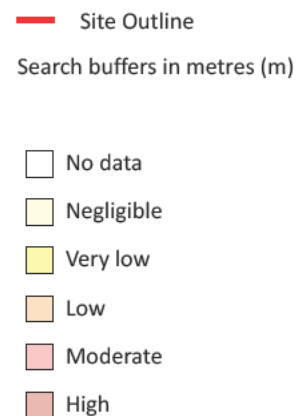 Site Outline
Search buffers in metres (m)
No data
Negligible
Very low
Low
Moderate
High